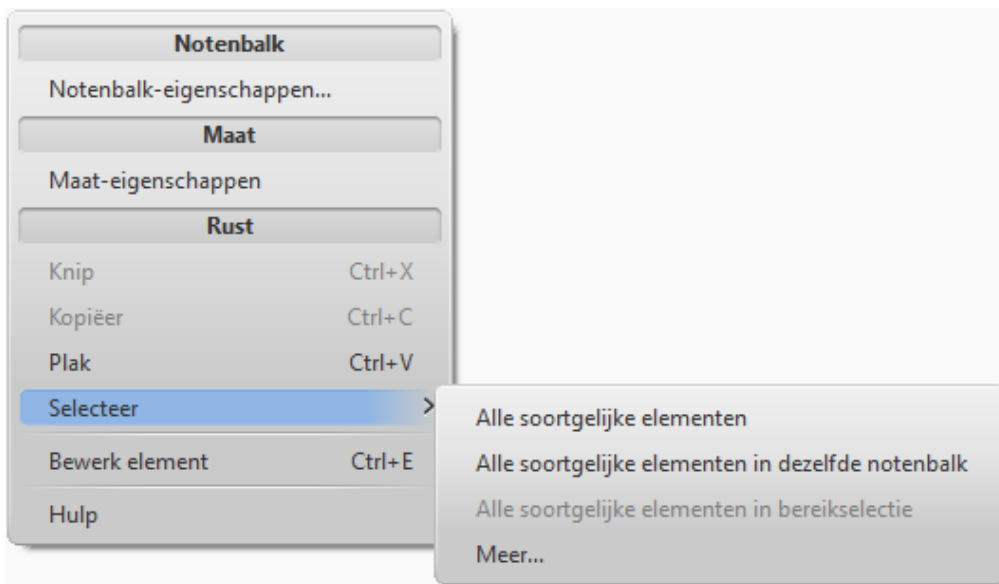 Notenbalk
Notenbalk-eigenschappen...
Maat
Maat-eigenschappen
Rust
Knip Ctrl+X
Kopiëer Ctrl+C
Plak Ctrl+V
Selecteer
Bewerk element Ctrl+E
Hulp
Alle soortgelijke elementen
Alle soortgelijke elementen in dezelfde notenbalk
Alle soortgelijke elementen in bereikselectie
Meer...